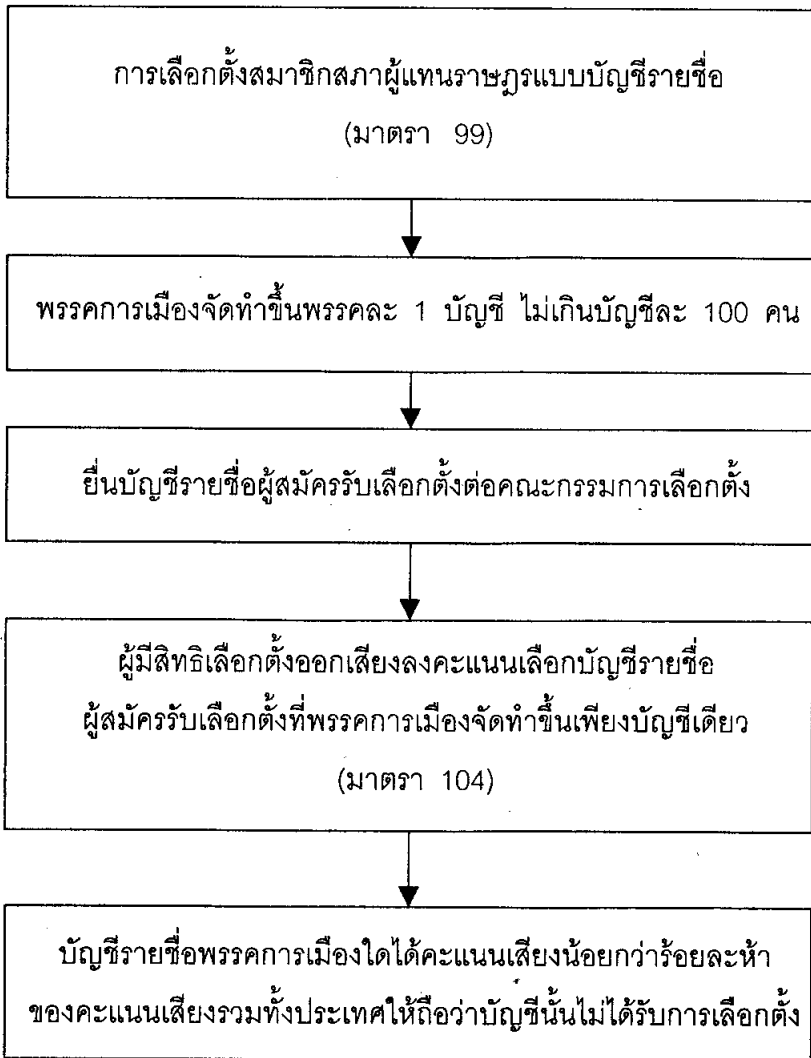 การเลือกตั้งสมาชิกสภาผู้แทนราษฎรแบบบัญชีรายชื่อ
(มาตรา 99)
พรรคการเมืองจัดทำขึ้นพรรคละ 1 บัญชี ไม่เกินบัญชีละ 100 คน
ยื่นบัญชีรายชื่อผู้สมัครรับเลือกตั้งต่อคณะกรรมการเลือกตั้ง
ผู้มีสิทธิเลือกตั้งออกเสียงลงคะแนนเลือกบัญชีรายชื่อ
ผู้สมัครรับเลือกตั้งที่พรรคการเมืองจัดทำขึ้นเพียงบัญชีเดียว
(มาตรา 104)
บัญชีรายชื่อพรรคการเมืองใดได้คะแนนเสียงน้อยกว่าร้อยละห้า
ของคะแนนเสียงรวมทั้งประเทศให้ถือว่าบัญชีนั้นไม่ได้รับการเลือกตั้ง